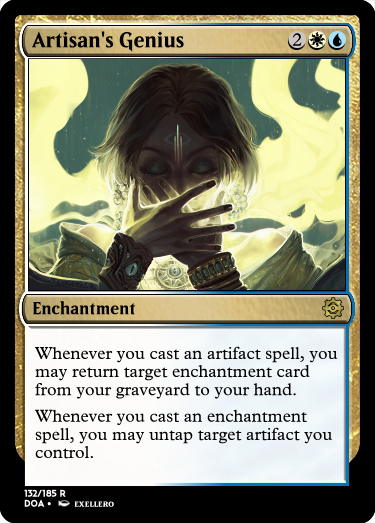 Artisan's Genius 2
Enchantment
Whenever you cast an artifact spell, you
may return target enchantment card
from your graveyard to your hand.
Whenever you cast an enchantment
spell, you may untap target artifact you
control.
132/185 R
DOA • EXELLERO